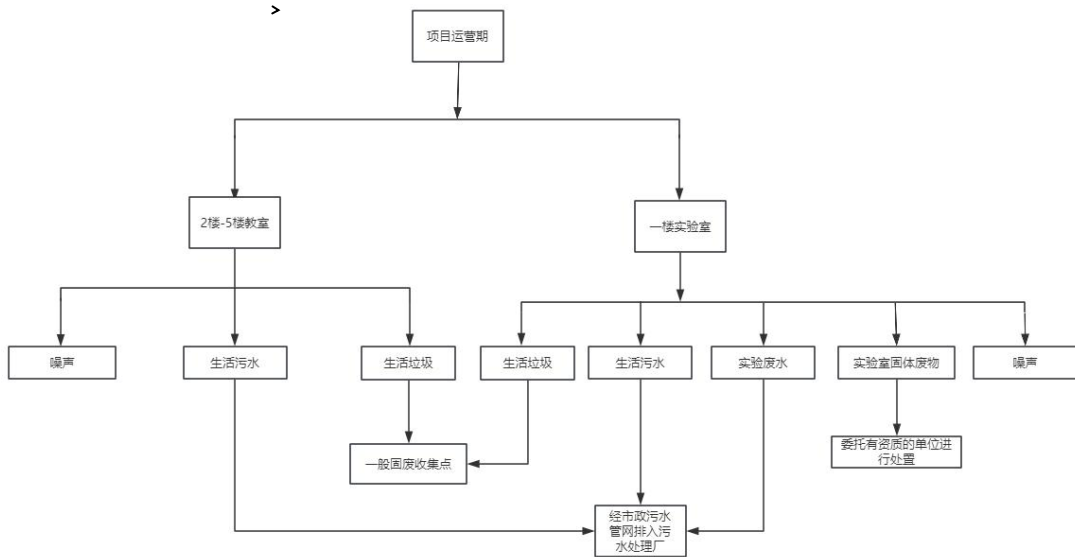 >
项目运营期
2楼-5楼教室
一楼实验室
噪声
生活污水
生活垃圾
生活垃圾
生活污水
实验废水
实验室固体废物
噪声
一般固废收集点
委托有资质的单位进
行处置
经市政污水
管网排入污
水处理厂